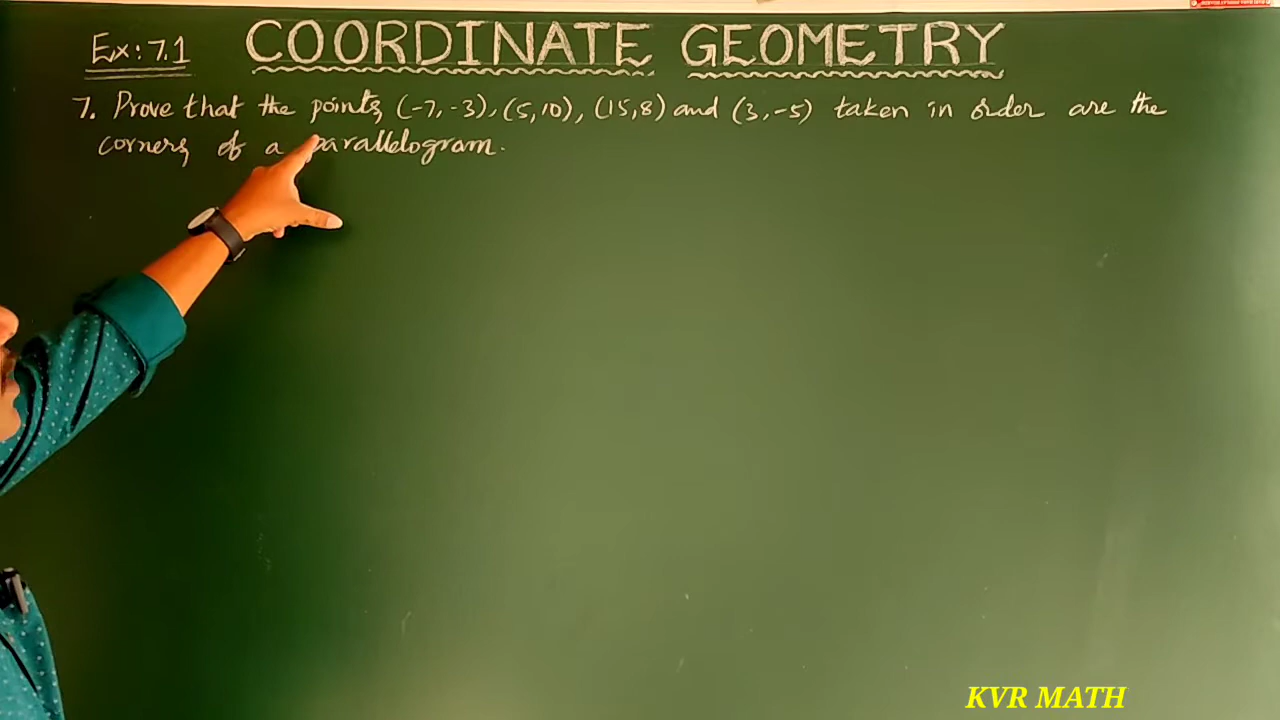 Ex: 7.1 COORDINATE GEOMETRY
7. Prove that the points (-7, -3), (5, 10), (15, 8) and (3, -5) taken in order are the
corners of a parallelogram.
KVR MATH